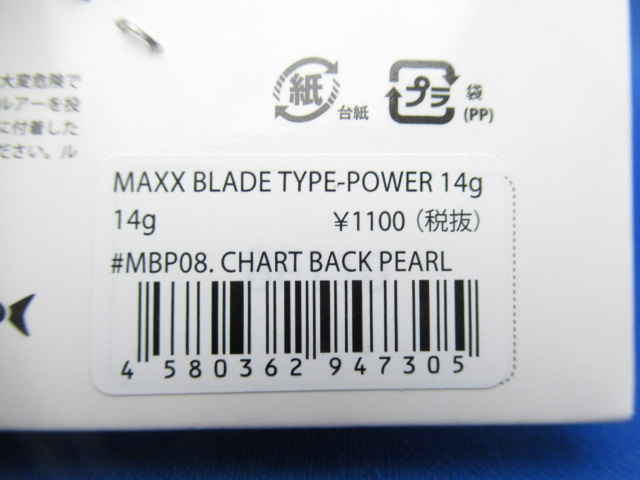 大変危険で
ルアーを投
に付着した
ださい。ル
紙
台紙
プラ
袋
(PP)
MAXX BLADE TYPE-POWER 14g
14g ¥1100（税抜）
#MBP08. CHART BACK PEARL
4 580362 947305